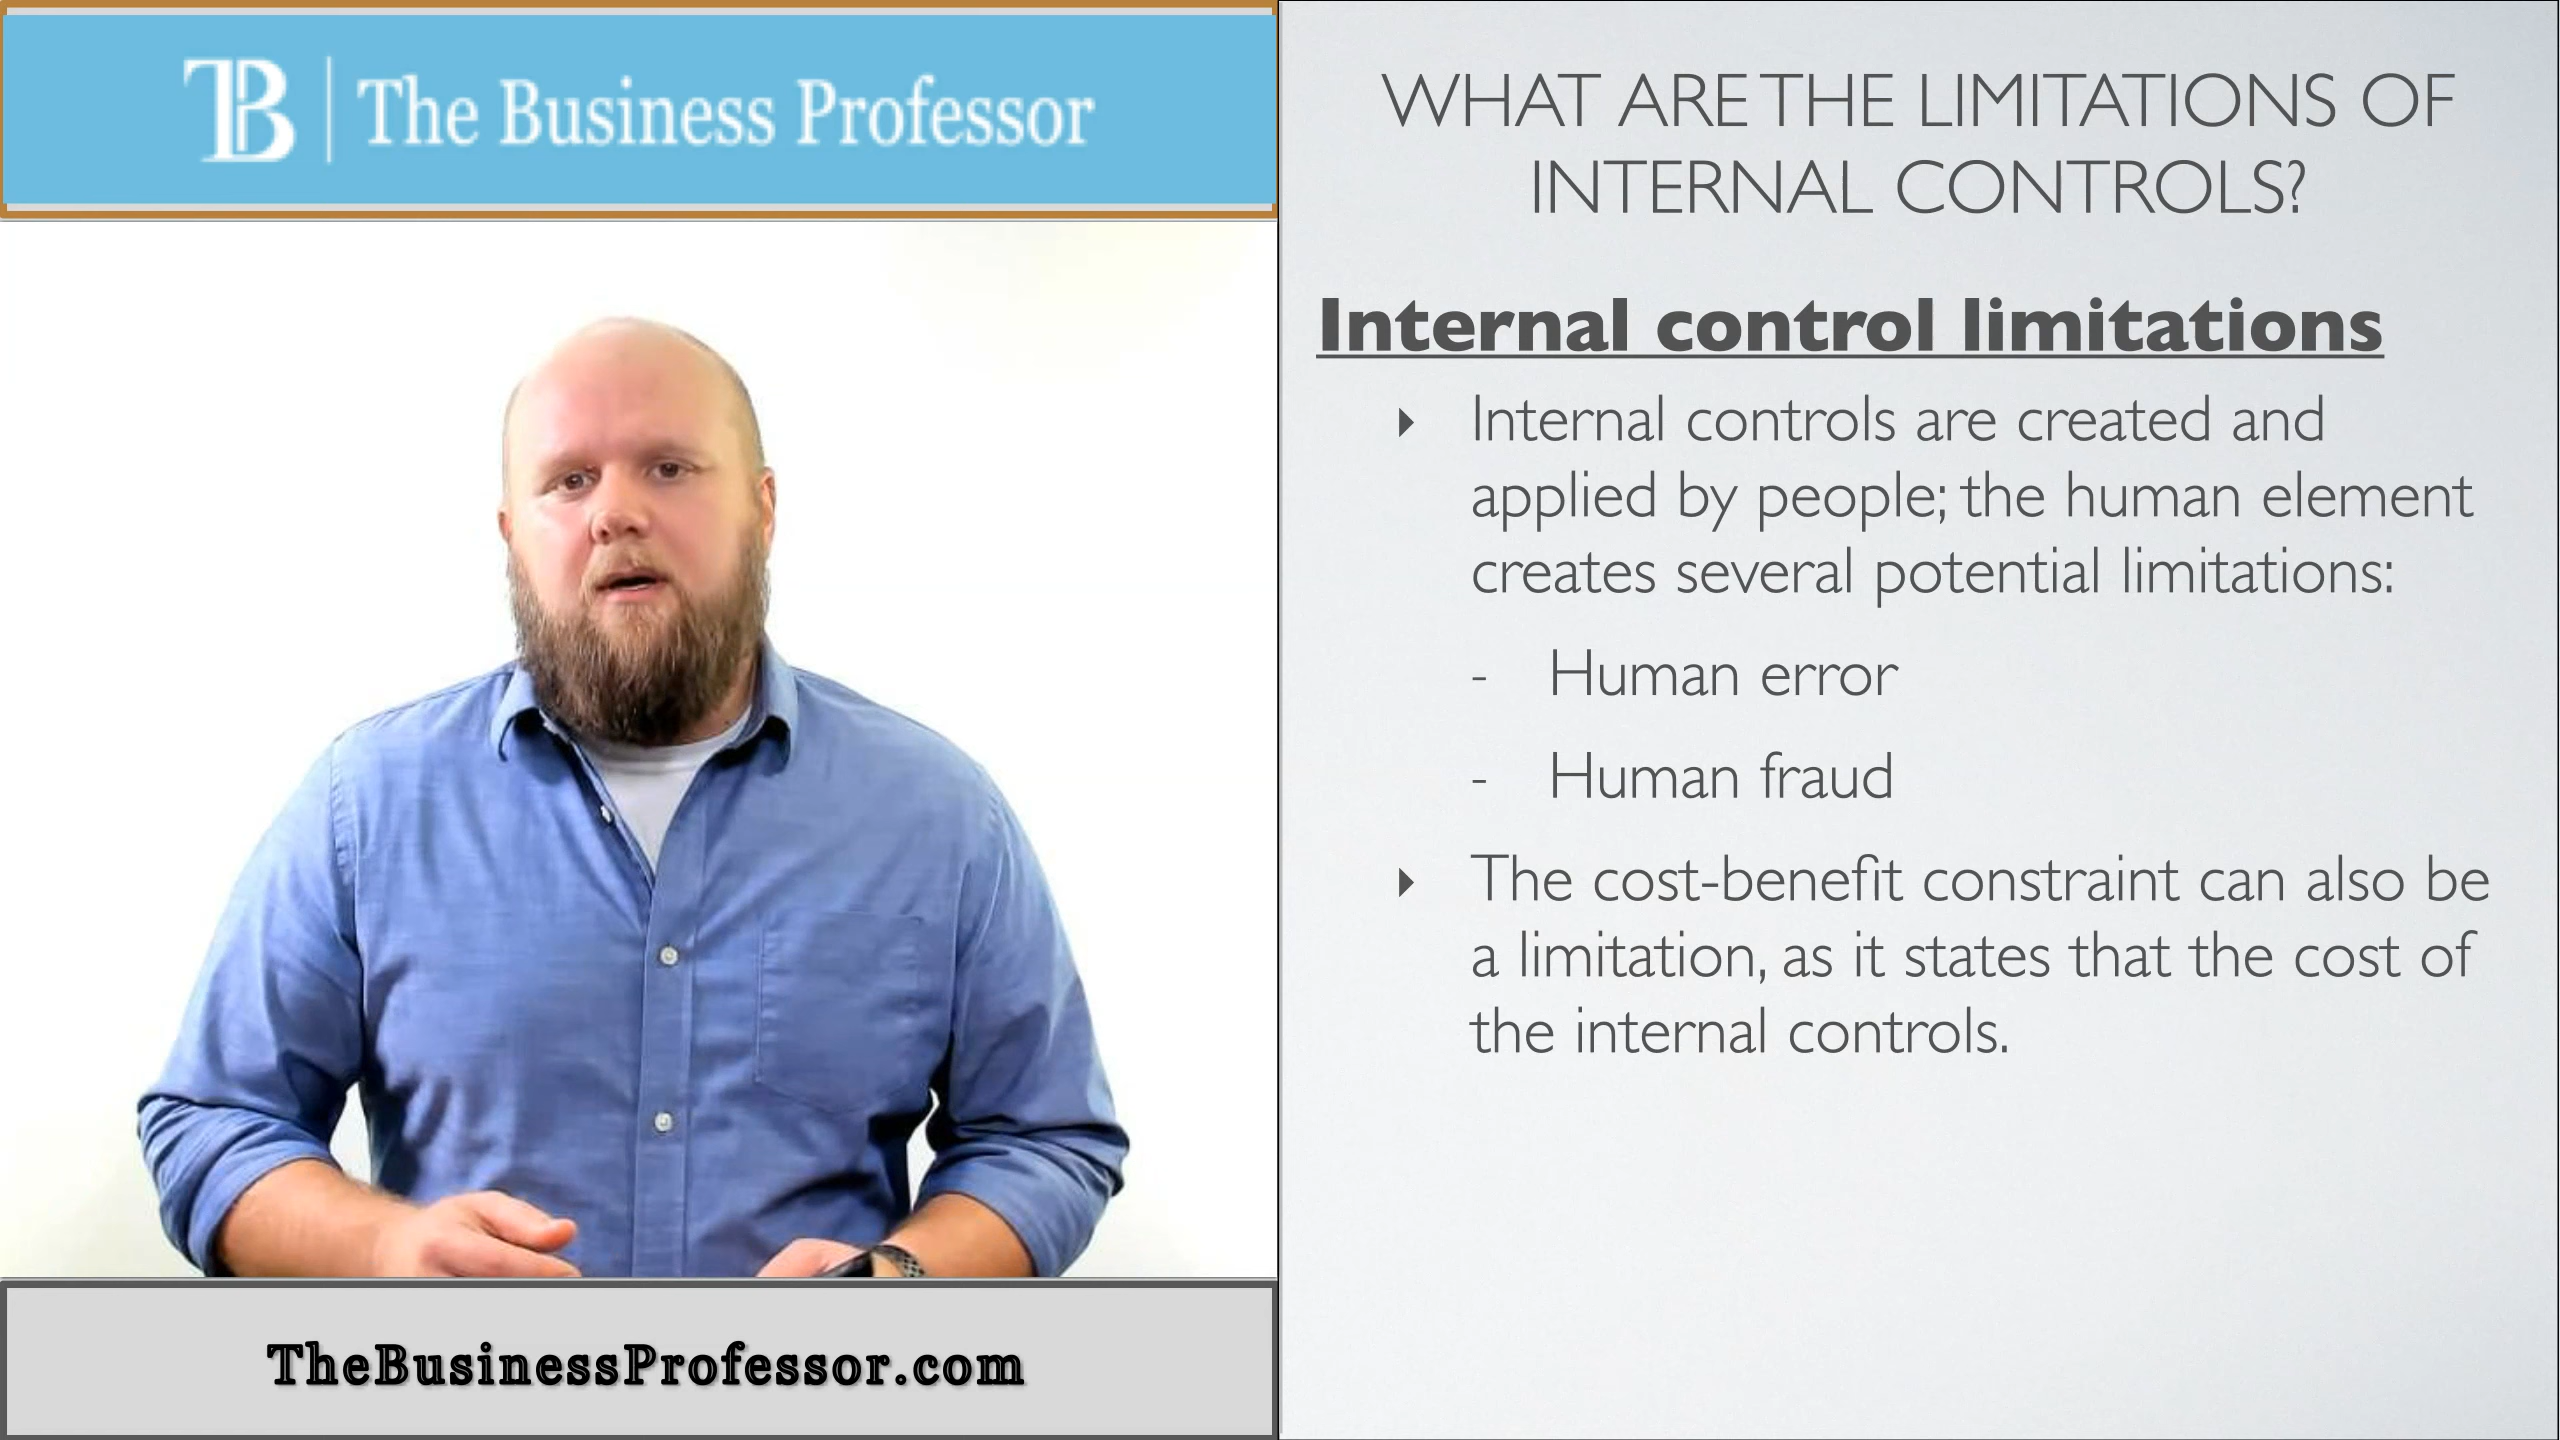 TB | The Business Professor
TheBusinessProfessor.com
WHAT ARE THE LIMITATIONS OF
INTERNAL CONTROLS?
Internal control limitations
‣ Internal controls are created and
applied by people; the human element
creates several potential limitations:
- Human error
- Human fraud
‣ The cost-benefit constraint can also be
a limitation, as it states that the cost of
the internal controls.